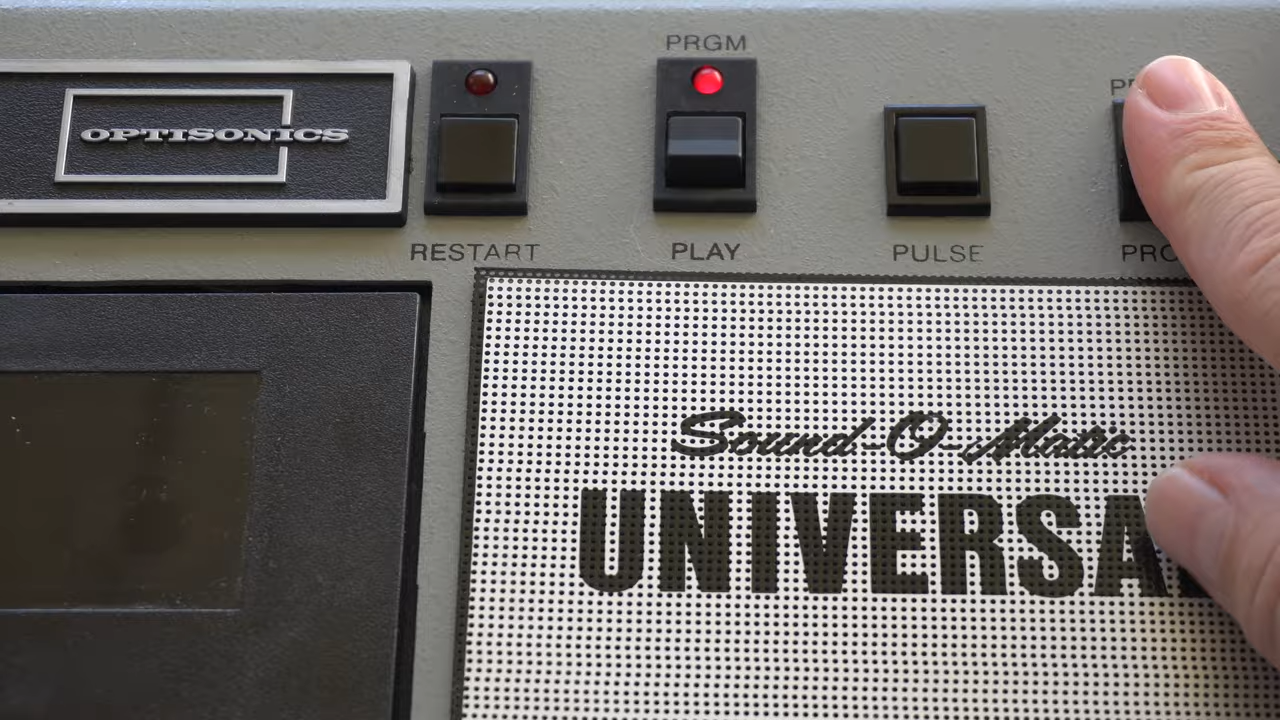 PRGM
OPTISONICS
RESTART
PLAY
PULSE
Sound-O-Matic